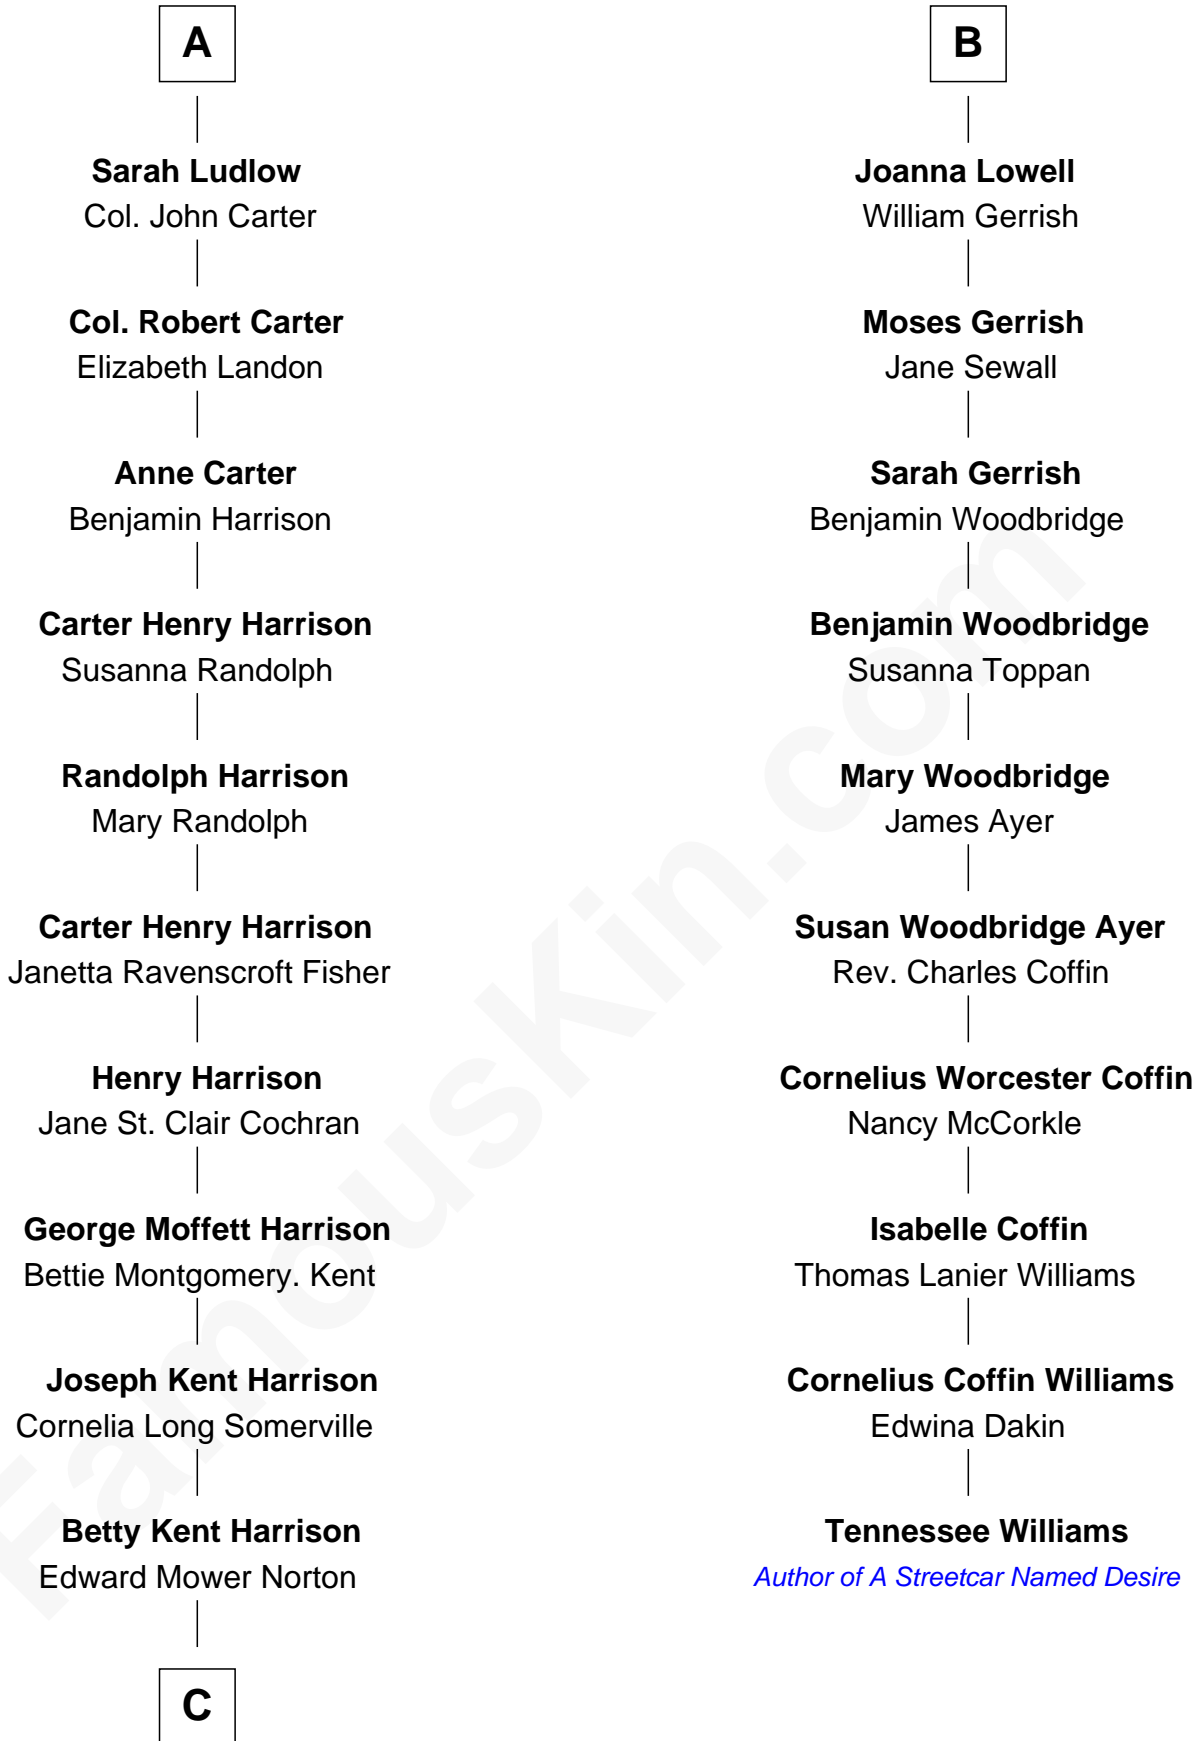 A
Sarah Ludlow
Col. John Carter
Col. Robert Carter
Elizabeth Landon
Anne Carter
Benjamin Harrison
Carter Henry Harrison
Susanna Randolph
Randolph Harrison
Mary Randolph
Carter Henry Harrison
Janetta Ravenscroft Fisher
Henry Harrison
Jane St. Clair Cochran
George Moffett Harrison
Bettie Montgomery. Kent
Joseph Kent Harrison
Cornelia Long Somerville
Betty Kent Harrison
Edward Mower Norton
C
B
Joanna Lowell
William Gerrish
Moses Gerrish
Jane Sewall
Sarah Gerrish
Benjamin Woodbridge
Benjamin Woodbridge
Susanna Toppan
Mary Woodbridge
James Ayer
Susan Woodbridge Ayer
Rev. Charles Coffin
Cornelius Worcester Coffin
Nancy McCorkle
Isabelle Coffin
Thomas Lanier Williams
Cornelius Coffin Williams
Edwina Dakin
Tennessee Williams
Author of A Streetcar Named Desire
FamousKin.com